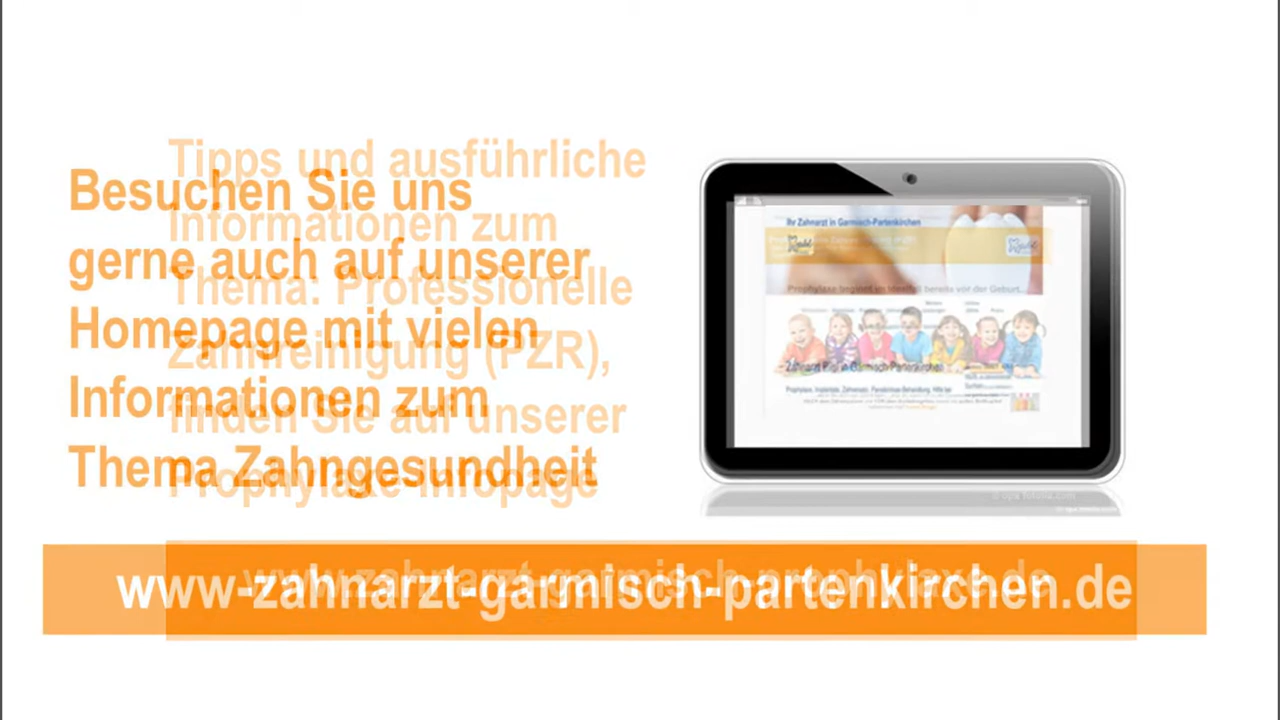 Besuchen Sie uns
gerne auch auf unserer
Homepage mit vielen
Informationen zum
Thema Zahngesundheit
Tipps und ausführliche
Informationen zum
Thema: Professionelle
Zahnreinigung (PZR),
finden Sie auf unserer
Prophylaxe-Infopage
Ihr Zahnarzt in Garmisch-Partenkirchen
Prophylaxe beginnt im Idealfall bereits vor der Geburt...
www-zahnarzt-garmisch-partenkirchen.de
www.zahnarzt-garmisch-prophylaxe.de